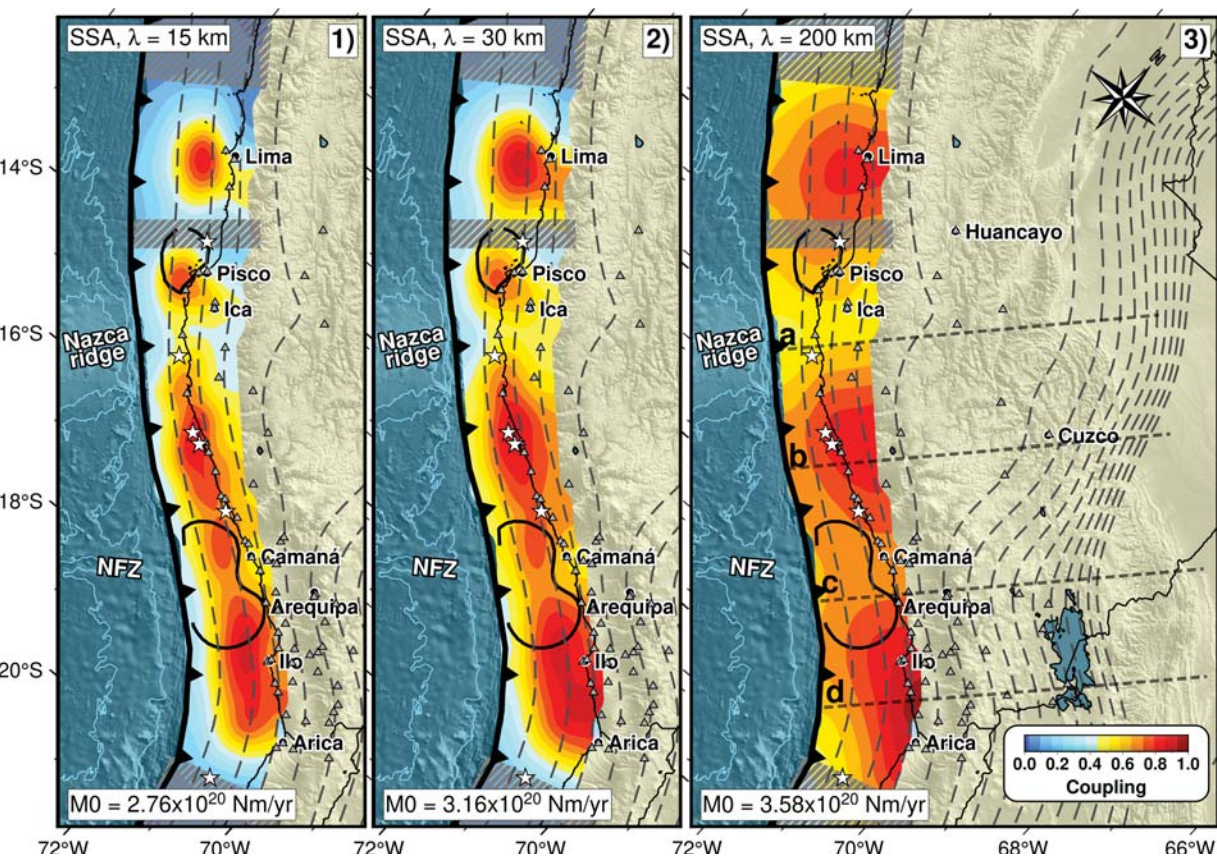 SSA, λ = 15 km
1)
14°S
16°S
18°S
20°S
Lima
Pisco
Ica
Nazca
ridge
NFZ
Camaná
Arequipa
Ilo
Arica
M0 = 2.76x10²⁰ Nm/yr
72°W
70°W
SSA, λ = 30 km
2)
Lima
Pisco
Ica
Nazca
ridge
NFZ
Camaná
Arequipa
Ilo
Arica
M0 = 3.16x10²⁰ Nm/yr
72°W
70°W
SSA, λ = 200 km
3)
N
Lima
Huancayo
Pisco
Ica
Nazca
ridge
a
Cuzco
b
NFZ
Camaná
c
Arequipa
Ilo
d
Arica
0.0 0.2 0.4 0.6 0.8 1.0
Coupling
M0 = 3.58x10²⁰ Nm/yr
72°W
70°W
68°W
66°W